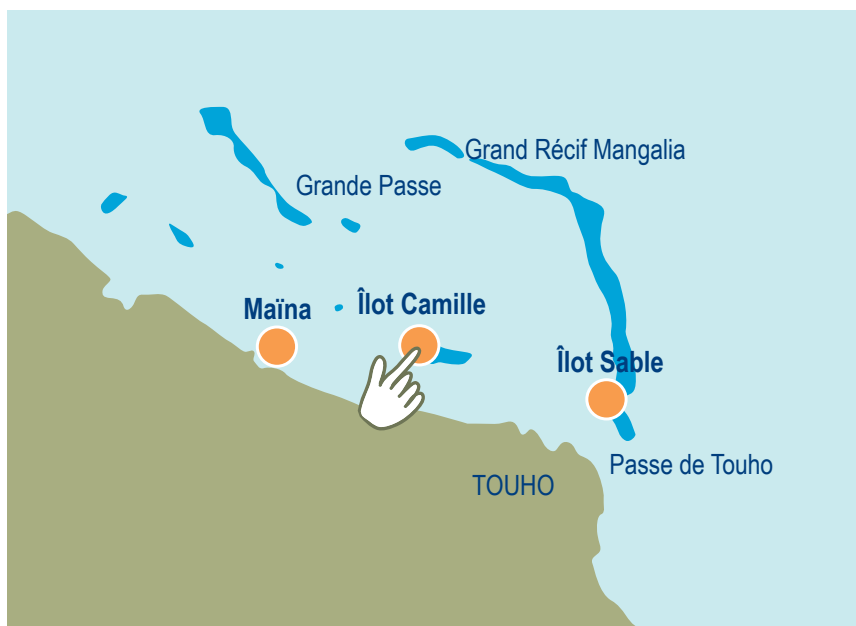 Grand Récif Mangalia
Grande Passe
Maïna
Îlot Camille
Îlot Sable
Passe de Touho
TOUHO